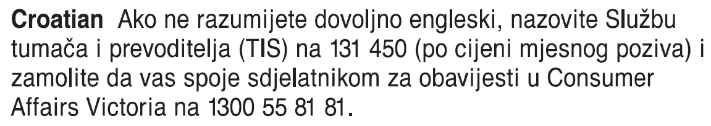 Croatian Ako ne razumijete dovoljno engleski, nazovite Službu
tumača i prevoditelja (TIS) na 131 450 (po cijeni mjesnog poziva) i
zamolite da vas spoje sdjelatnikom za obavijesti u Consumer
Affairs Victoria na 1300 55 81 81.